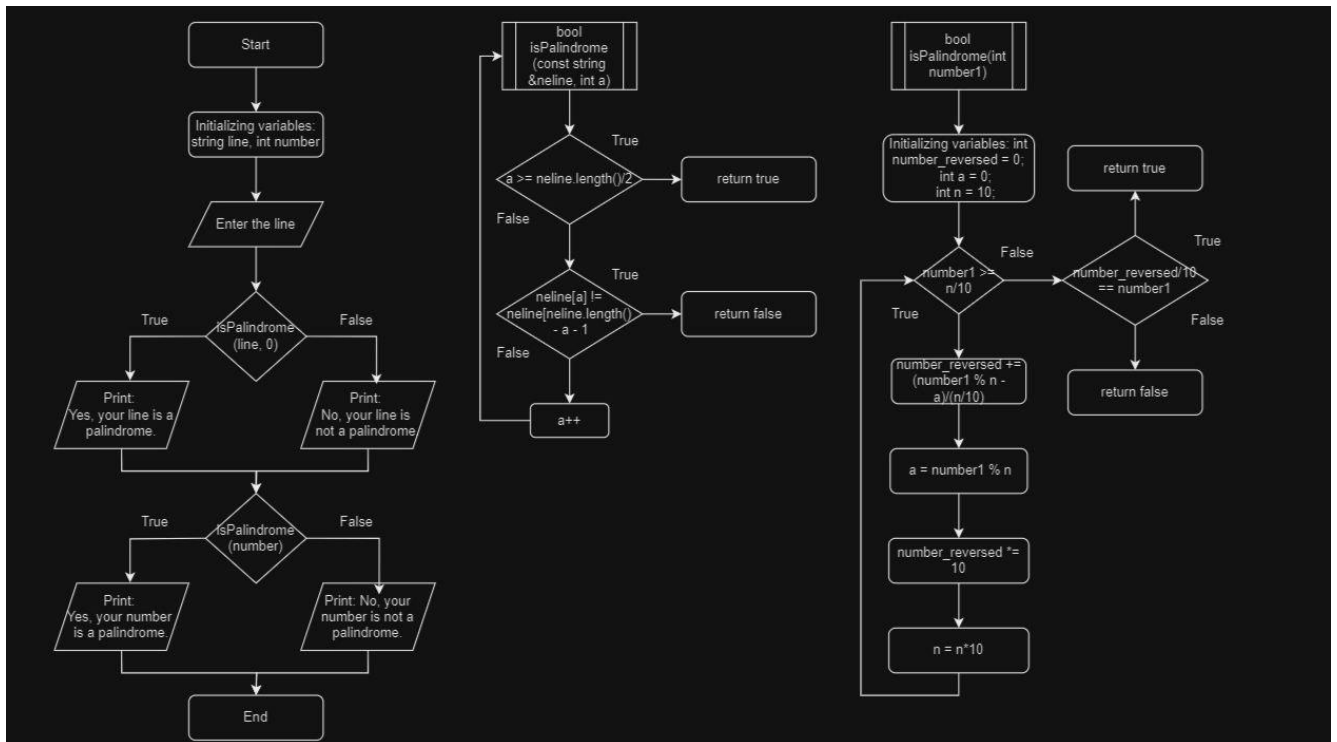 Start
Initializing variables:
string line, int number
Enter the line
True
False
IsPalindrome
(line, 0)
Print:
Yes, your line is a
palindrome.
Print:
No, your line is
not a palindrome
True
False
IsPalindrome
(number)
Print:
Yes, your number
is a palindrome.
Print: No, your
number is not a
palindrome.
End
bool
isPalindrome
(const string
&neline, int a)
True
a >= neline.length()/2
return true
False
True
neline[a] !=
neline[neline.length()
- a - 1
return false
False
a++
bool
isPalindrome(int
number1)
Initializing variables: int
number_reversed = 0;
int a = 0;
int n = 10;
False
number1 >=
n/10
True
return true
True
number_reversed/10
== number1
False
return false
number_reversed +=
(number1 % n -
a)/(n/10)
a = number1 % n
number_reversed *=
10
n = n*10